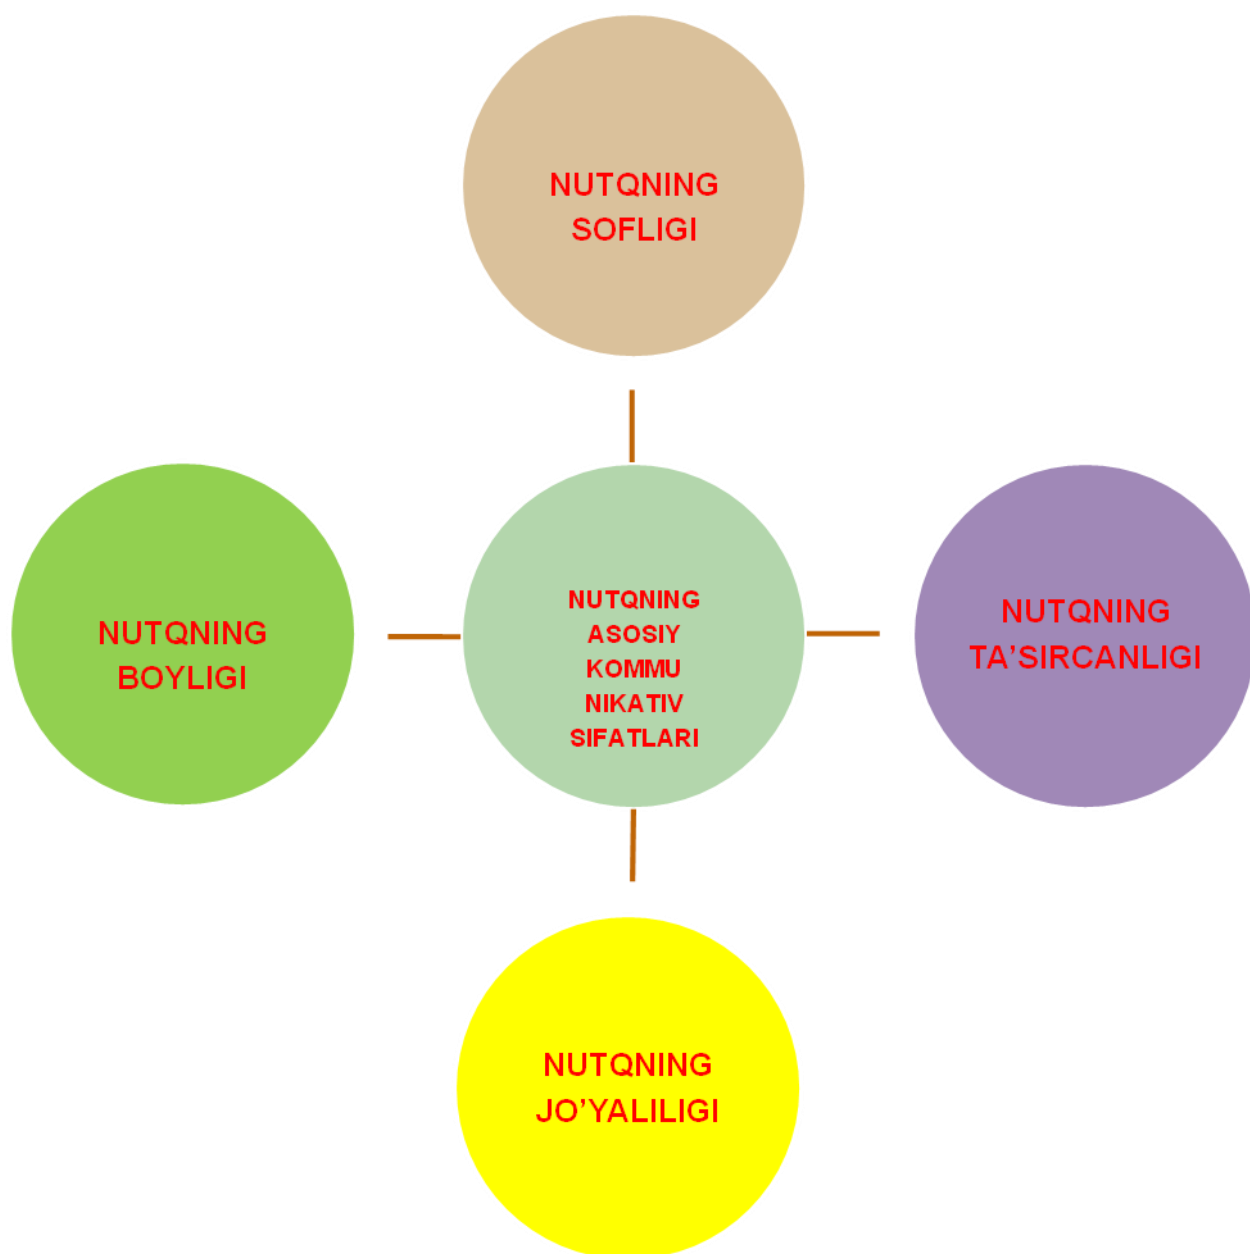 NUTQNING
SOFLIGI
NUTQNING
BOYLIGI
NUTQNING
ASOSIY
KOMMU
NIKATIV
SIFATLARI
NUTQNING
TA’SIRCANLIGI
NUTQNING
JO’YALILIGI